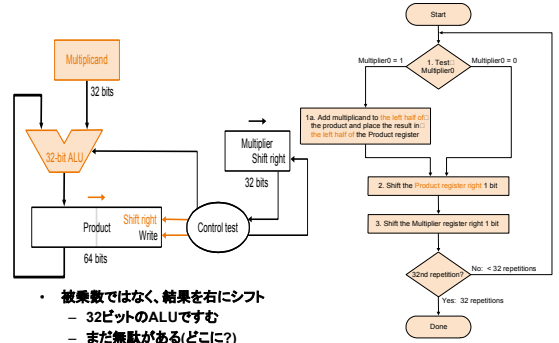 Multiplicand
32 bits
32-bit ALU
Multiplier
Shift right
32 bits
Product
Shift right
Write
Control test
64 bits
• 被乗数ではなく、結果を右にシフト
– 32ビットのALUですむ
– まだ無駄がある(どこに?)
Start
Multiplier0 = 1
1. Test
Multiplier0
Multiplier0 = 0
1a. Add multiplicand to the left half of
the product and place the result in
the left half of the Product register
2. Shift the Product register right 1 bit
3. Shift the Multiplier register right 1 bit
32nd repetition?
No: < 32 repetitions
Yes: 32 repetitions
Done